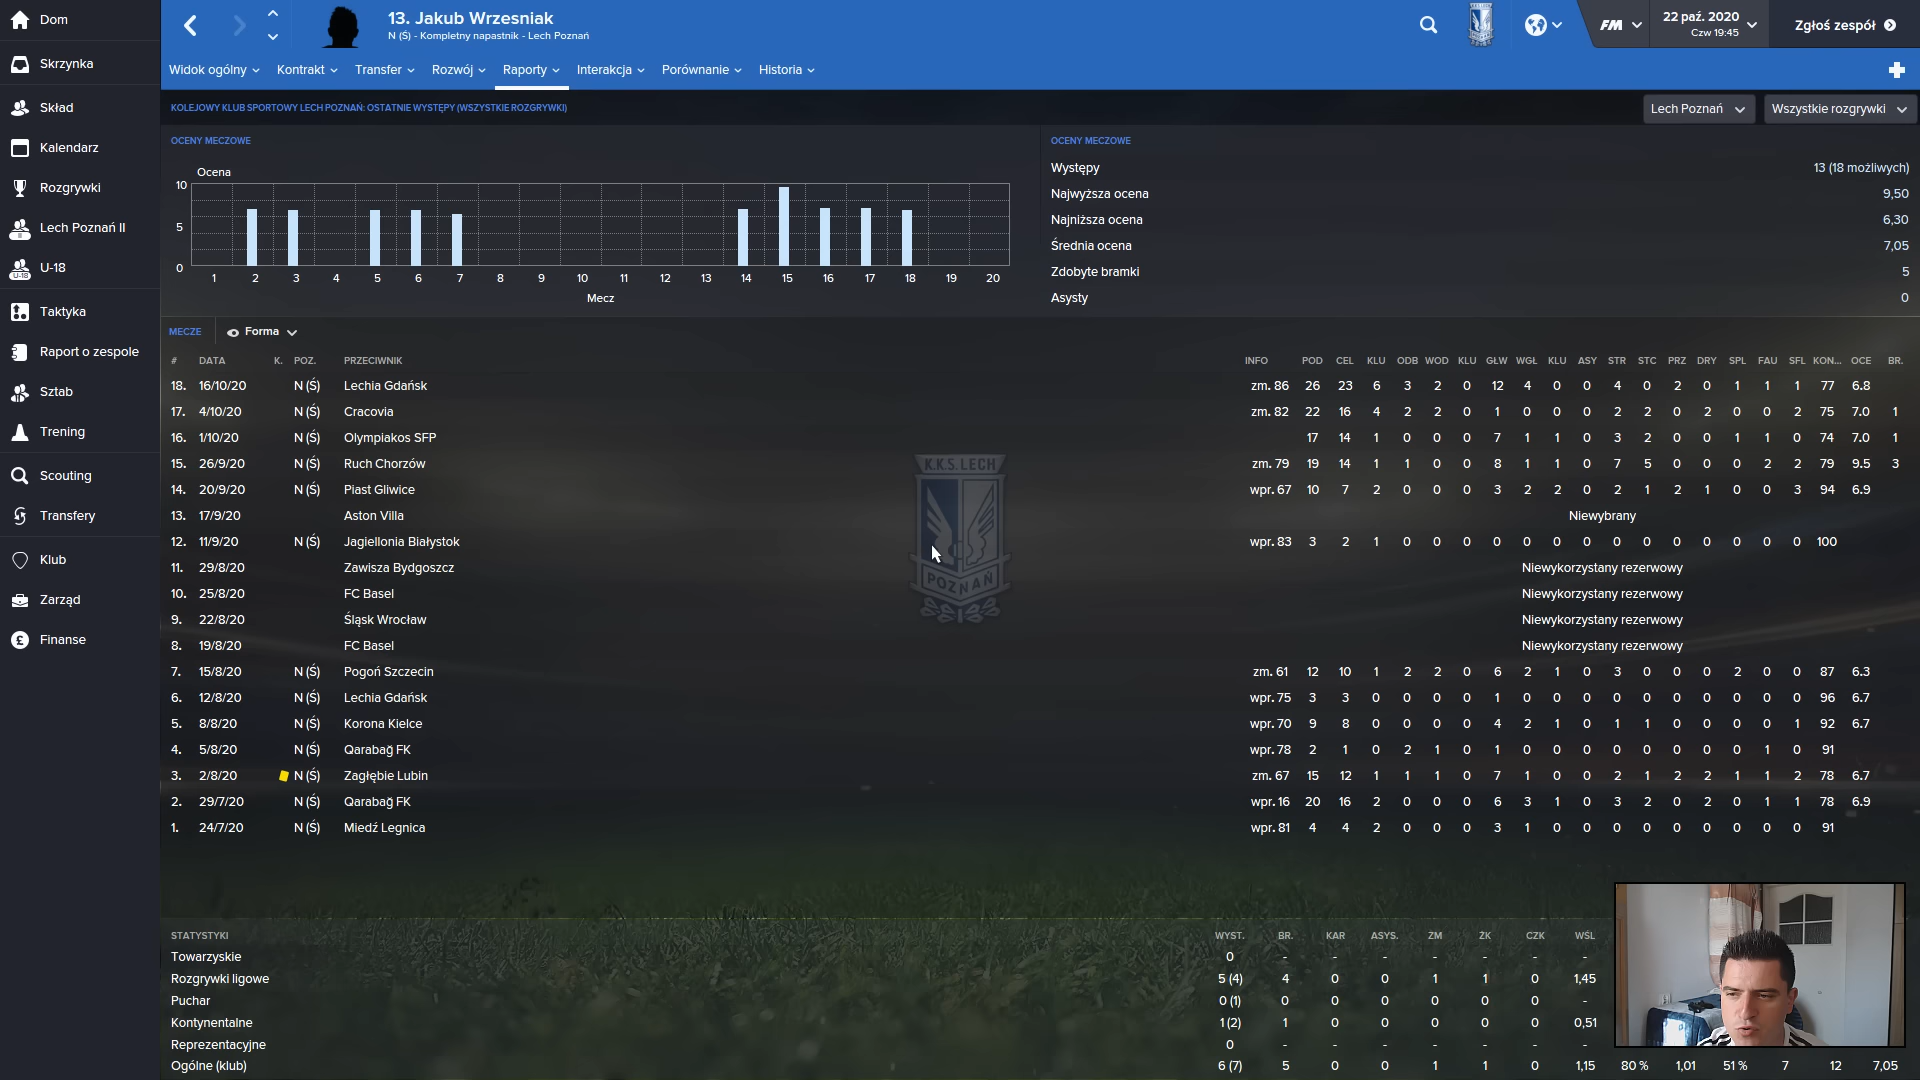 Dom
Skrzynka
Skład
Kalendarz
Rozgrywki
Lech Poznań II
U-18
Taktyka
Raport o zespole
Sztab
Trening
Scouting
Transfery
Klub
Zarząd
Finanse
13. Jakub Wrzesniak
N (Ś) - Kompletny napastnik - Lech Poznań
FM
22 paź. 2020
Czw 19:45
Zgłoś zespół
Widok ogólny Kontrakt Transfer Rozwój Raporty Interakcja Porównanie Historia
KOLEJOWY KLUB SPORTOWY LECH POZNAŃ: OSTATNIE WYSTĘPY (WSZYSTKIE ROZGRYWKI)
Lech Poznań Wszystkie rozgrywki
OCENY MECZOWE
Ocena
10
5
0
1 2 3 4 5 6 7 8 9 10 11 12 13 14 15 16 17 18 19 20
Mecz
OCENY MECZOWE
Występy 13 (18 możliwych)
Najwyższa ocena 9,50
Najniższa ocena 6,30
Średnia ocena 7,05
Zdobyte bramki 5
Asysty 0
MECZE Forma
# DATA K. POZ. PRZECIWNIK INFO POD CEL KLU ODB WOD KLU GŁW WGŁ KLU ASY STR STC PRZ DRY SPL FAU SFL KON... OCE BR.
18. 16/10/20 N (Ś) Lechia Gdańsk zm. 86 26 23 6 3 2 0 12 4 0 0 4 0 2 0 1 1 1 77 6.8
17. 4/10/20 N (Ś) Cracovia zm. 82 22 16 4 2 2 0 1 0 0 0 2 2 0 2 0 0 2 75 7.0 1
16. 1/10/20 N (Ś) Olympiakos SFP 17 14 1 0 0 0 7 1 1 0 3 2 0 0 1 1 0 74 7.0 1
15. 26/9/20 N (Ś) Ruch Chorzów zm. 79 19 14 1 1 0 0 8 1 1 0 7 5 0 0 0 2 2 79 9.5 3
14. 20/9/20 N (Ś) Piast Gliwice wpr. 67 10 7 2 0 0 0 3 2 2 0 2 1 2 1 0 0 3 94 6.9
13. 17/9/20 Aston Villa Niewybrany
12. 11/9/20 N (Ś) Jagiellonia Białystok wpr. 83 3 2 1 0 0 0 0 0 0 0 0 0 0 0 0 0 0 100
11. 29/8/20 Zawisza Bydgoszcz Niewykorzystany rezerwowy
10. 25/8/20 FC Basel Niewykorzystany rezerwowy
9. 22/8/20 Śląsk Wrocław Niewykorzystany rezerwowy
8. 19/8/20 FC Basel Niewykorzystany rezerwowy
7. 15/8/20 N (Ś) Pogoń Szczecin zm. 61 12 10 1 2 2 0 6 2 1 0 3 0 0 0 2 0 0 87 6.3
6. 12/8/20 N (Ś) Lechia Gdańsk wpr. 75 3 3 0 0 0 0 1 0 0 0 0 0 0 0 0 0 0 96 6.7
5. 8/8/20 N (Ś) Korona Kielce wpr. 70 9 8 0 0 0 0 4 2 1 0 1 1 0 0 0 0 1 92 6.7
4. 5/8/20 N (Ś) Qarabağ FK wpr. 78 2 1 0 2 1 0 1 0 0 0 0 0 0 0 0 1 0 91
3. 2/8/20 N (Ś) Zagłębie Lubin zm. 67 15 12 1 1 1 0 7 1 0 0 2 1 2 2 1 1 2 78 6.7
2. 29/7/20 N (Ś) Qarabağ FK wpr. 16 20 16 2 0 0 0 6 3 1 0 3 2 0 2 0 1 1 78 6.9
1. 24/7/20 N (Ś) Miedź Legnica wpr. 81 4 4 2 0 0 0 3 1 0 0 0 0 0 0 0 0 0 91
K.K.S. LECH
POZNAŃ
STATYSTYKI WYST. BR. KAR ASYS. ZM ŻK CZK WŚL
Towarzyskie 0 - - - - - - -
Rozgrywki ligowe 5 (4) 4 0 0 1 1 0 1,45
Puchar 0 (1) 0 0 0 0 0 0 -
Kontynentalne 1 (2) 1 0 0 0 0 0 0,51
Reprezentacyjne 0 - - - - - - -
Ogólne (klub) 6 (7) 5 0 0 1 1 0 1,15 80 % 1,01 51 % 7 12 7,05